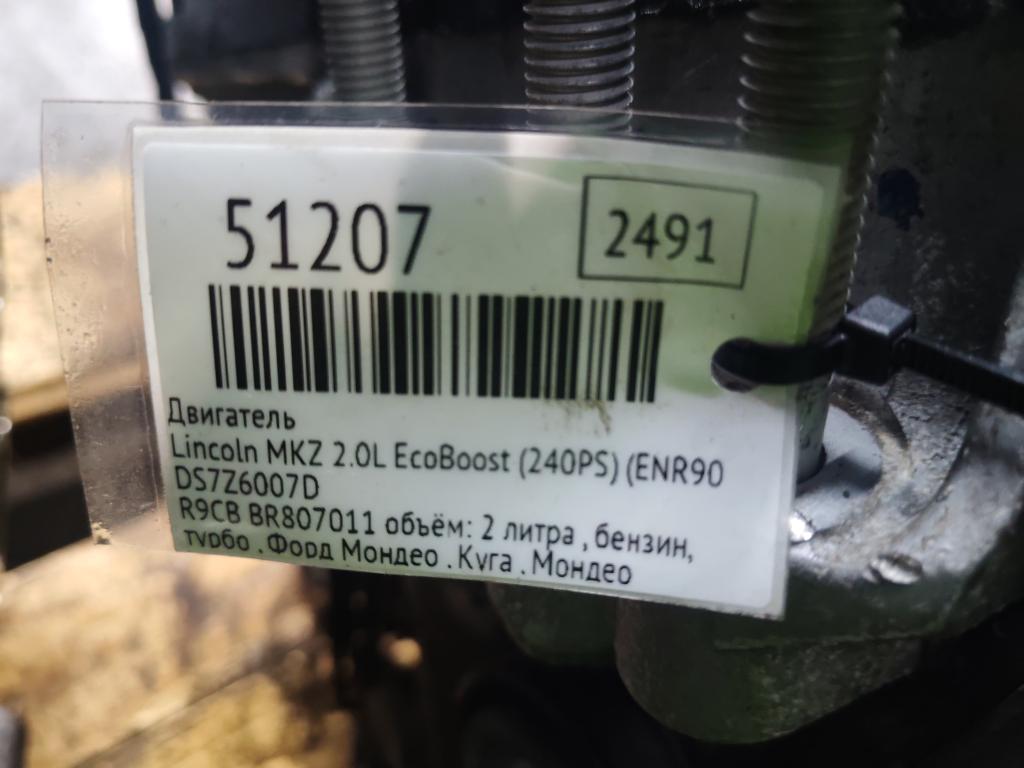 51207
2491
Двигатель
Lincoln MKZ 2.0L EcoBoost (240PS) (ENR90
DS7Z6007D
R9CB BR807011 объём: 2 литра , бензин,
турбо . Форд Мондео . Куга . Мондео